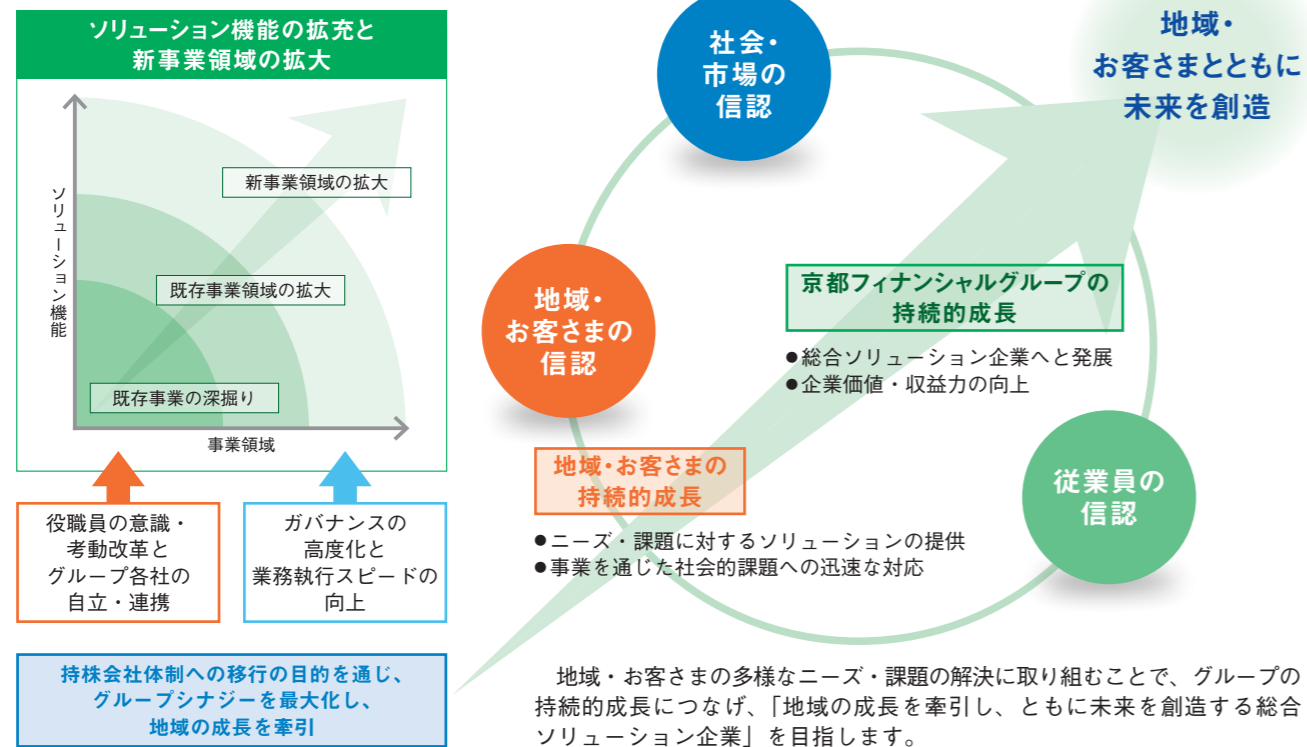 ソリューション機能の拡充と
新事業領域の拡大
ソリューション機能
新事業領域の拡大
既存事業領域の拡大
既存事業の深掘り
事業領域
役職員の意識・
考動改革と
グループ各社の
自立・連携
ガバナンスの
高度化と
業務執行スピードの
向上
持株会社体制への移行の目的を通じ、
グループシナジーを最大化し、
地域の成長を牽引
社会・
市場の
信認
地域・
お客さまとともに
未来を創造
地域・
お客さまの
信認
京都フィナンシャルグループの
持続的成長
●総合ソリューション企業へと発展
●企業価値・収益力の向上
地域・お客さまの
持続的成長
●ニーズ・課題に対するソリューションの提供
●事業を通じた社会的課題への迅速な対応
従業員の
信認
地域・お客さまの多様なニーズ・課題の解決に取り組むことで、グループの
持続的成長につなげ、「地域の成長を牽引し、ともに未来を創造する総合
ソリューション企業」を目指します。